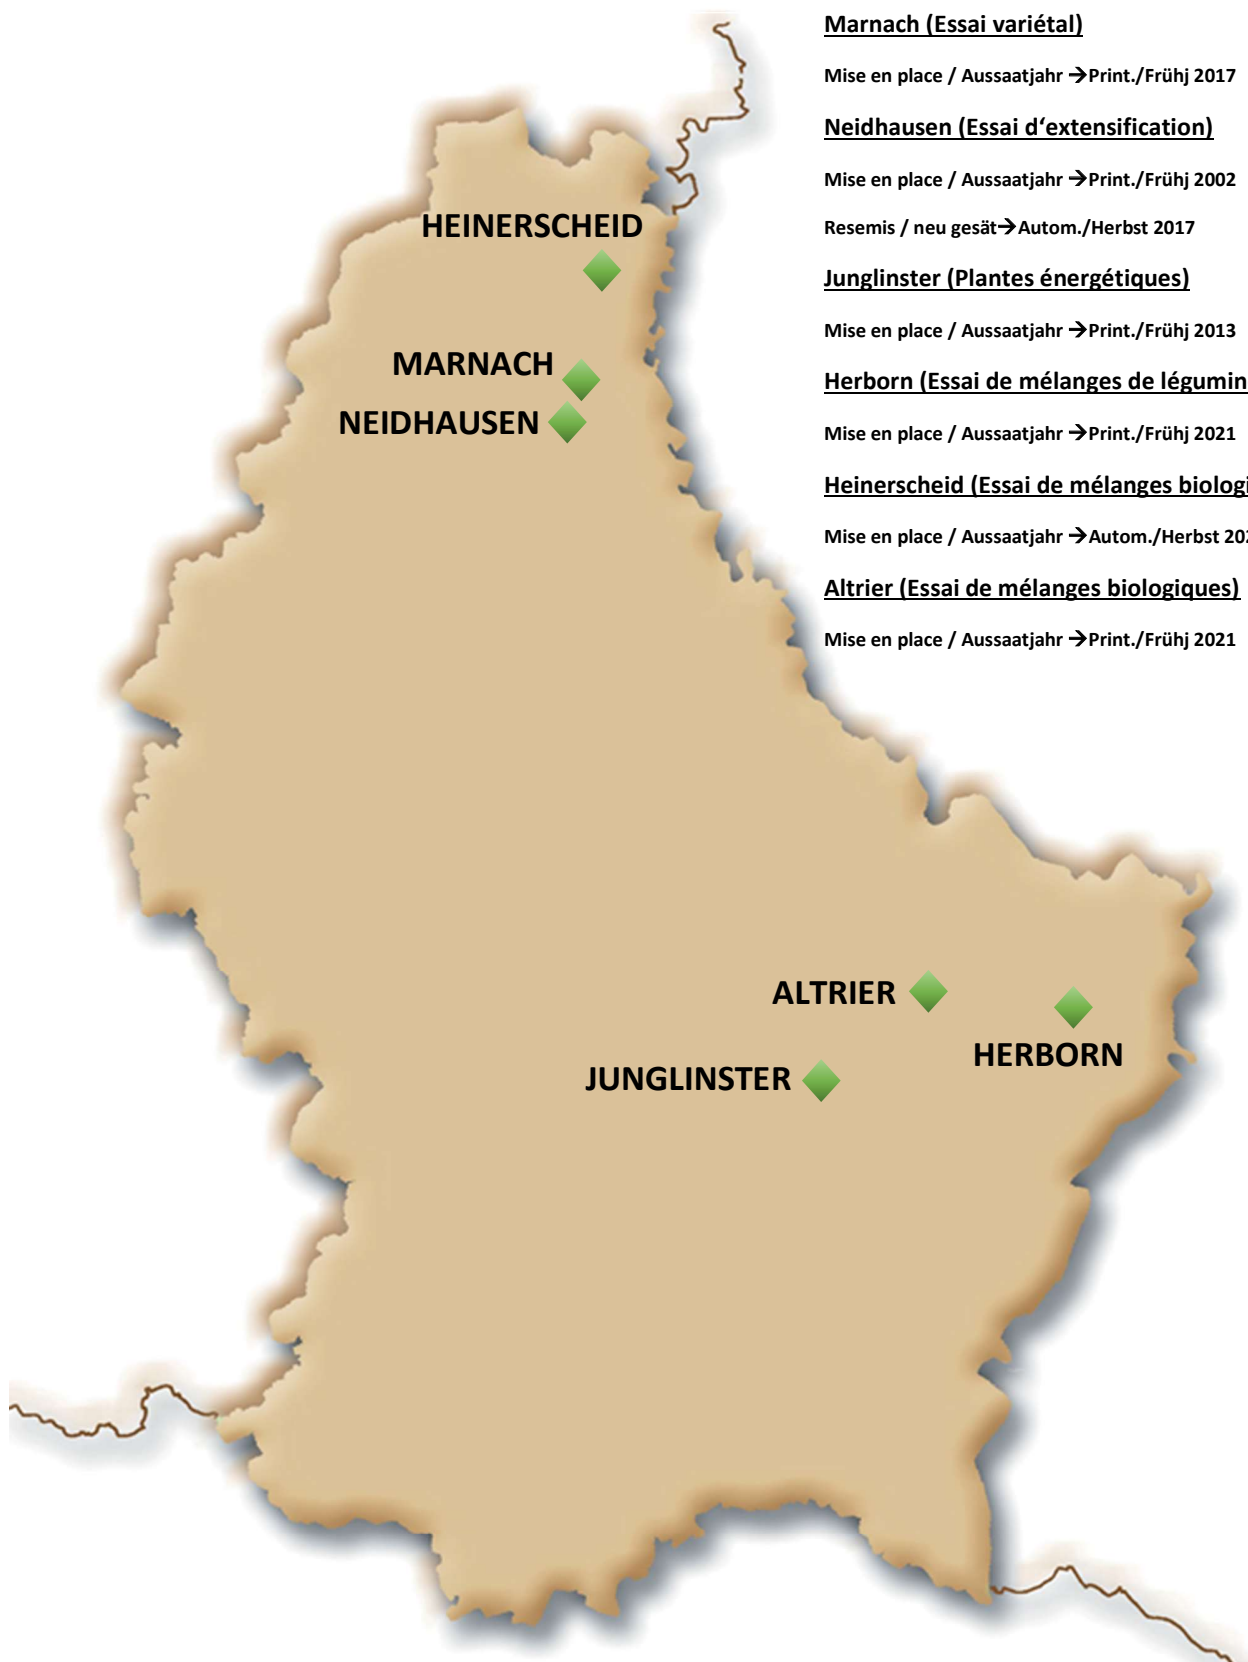 Marnach (Essai variétal)
Mise en place / Aussaatjahr →Print./Frühj 2017
Neidhausen (Essai d‘extensification)
Mise en place / Aussaatjahr →Print./Frühj 2002
Resemis / neu gesät→Autom./Herbst 2017
Junglinster (Plantes énergétiques)
Mise en place / Aussaatjahr →Print./Frühj 2013
Herborn (Essai de mélanges de
Mise en place / Aussaatjahr →Print./Frühj 2021
Heinerscheid (Essai de mélanges
Mise en place / Aussaatjahr →Autom./Herbst
Altrier (Essai de mélanges biologiques)
Mise en place / Aussaatjahr →Print./Frühj 2021
HEINERSCHEID
MARNACH
NEIDHAUSEN
ALTRIER
HERBORN
JUNGLINSTER